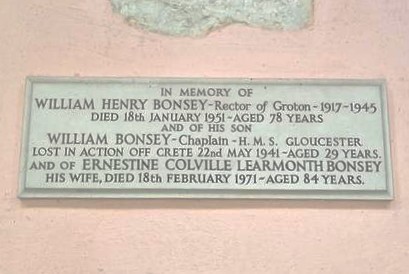 IN MEMORY OF
WILLIAM HENRY BONSEY-Rector of Groton-1917-1945
DIED 18th JANUARY 1951-AGED 78 YEARS
AND OF HIS SON
WILLIAM BONSEY-Chaplain-H.M.S. GLOUCESTER
LOST IN ACTION OFF CRETE 22nd MAY 1941-AGED 29 YEARS.
AND OF ERNESTINE COLVILLE LEARMONTH BONSEY
HIS WIFE, DIED 18th FEBRUARY 1971-AGED 84 YEARS.